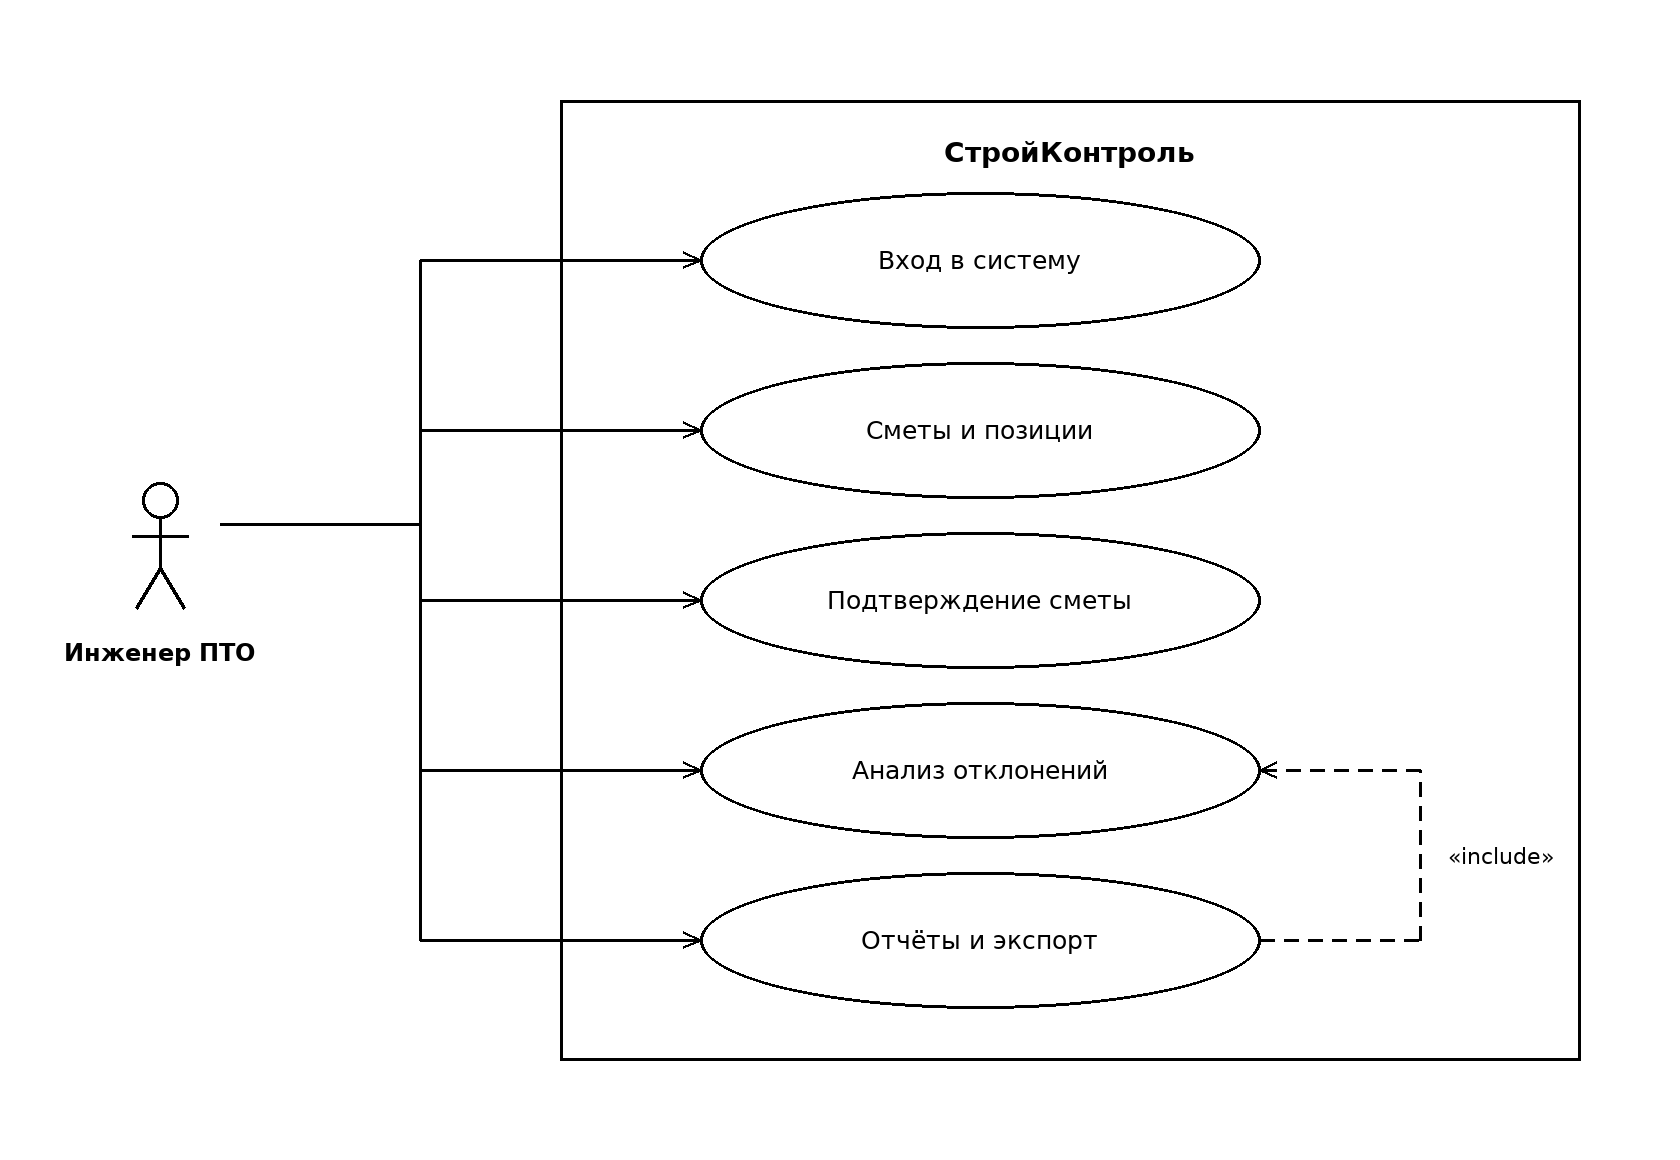 СтройКонтроль
Вход в систему
Сметы и позиции
Подтверждение сметы
Инженер ПТО
Анализ отклонений
«include»
Отчёты и экспорт